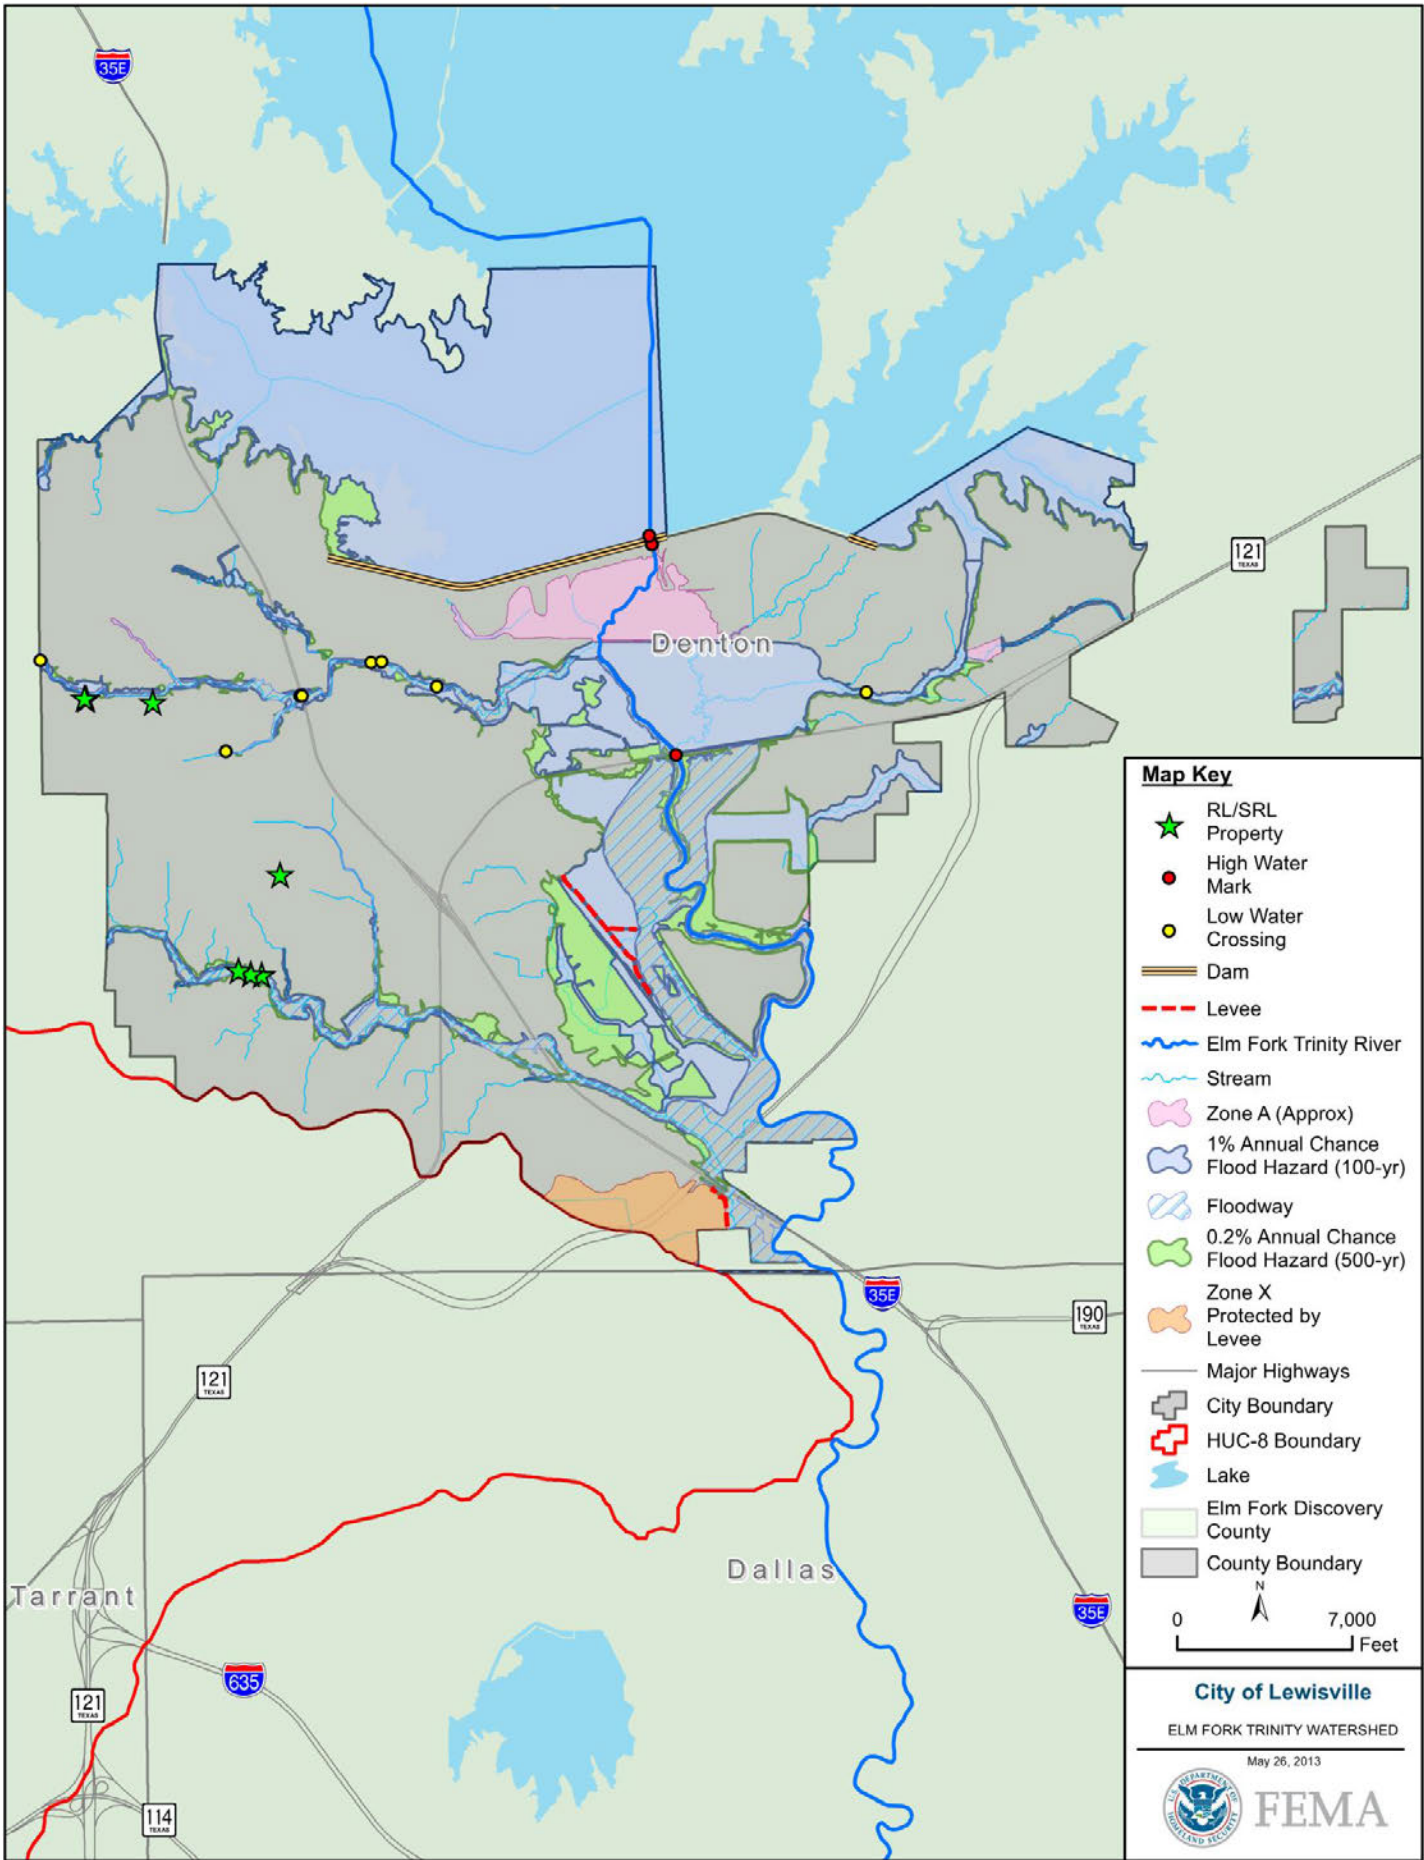 35E
121
TEXAS
Denton
Map Key
RL/SRL
Property
High Water
Mark
Low Water
Crossing
Dam
Levee
Elm Fork Trinity River
Stream
Zone A (Approx)
1% Annual Chance
Flood Hazard (100-yr)
Floodway
0.2% Annual Chance
Flood Hazard (500-yr)
Zone X
Protected by
Levee
Major Highways
City Boundary
HUC-8 Boundary
Lake
Elm Fork Discovery
County
County Boundary
N
0 7,000
Feet
35E
190
TEXAS
121
TEXAS
Dallas
Tarrant
35E
635
121
TEXAS
114
TEXAS
City of Lewisville
ELM FORK TRINITY WATERSHED
May 26, 2013
U.S. DEPARTMENT OF
HOMELAND SECURITY
FEMA